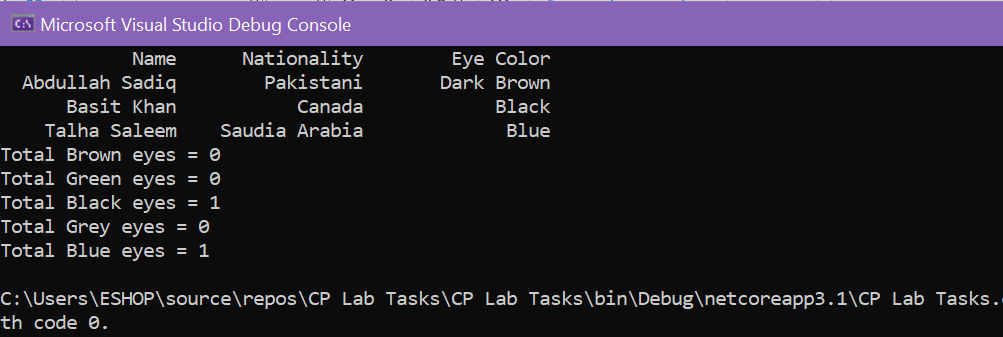 Microsoft Visual Studio Debug Console
Name Nationality Eye Color
Abdullah Sadiq Pakistani Dark Brown
Basit Khan Canada Black
Talha Saleem Saudia Arabia Blue
Total Brown eyes = 0
Total Green eyes = 0
Total Black eyes = 1
Total Grey eyes = 0
Total Blue eyes = 1
C:\Users\ESHOP\source\repos\CP Lab Tasks\CP Lab Tasks\bin\Debug\netcoreapp3.1\CP Lab Tasks.
th code 0.